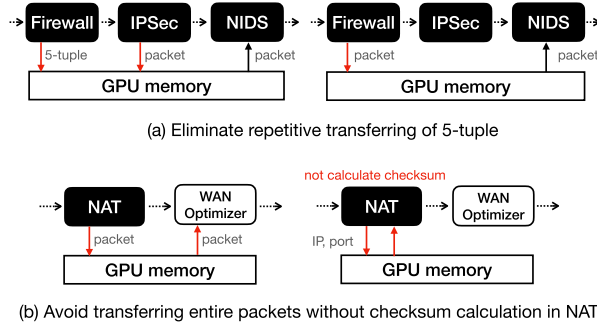 Firewall IPSec NIDS Firewall IPSec NIDS
5-tuple packet packet packet packet
GPU memory GPU memory
(a) Eliminate repetitive transferring of 5-tuple
not calculate checksum
NAT WAN Optimizer NAT WAN Optimizer
packet packet IP, port
GPU memory GPU memory
(b) Avoid transferring entire packets without checksum calculation in NAT